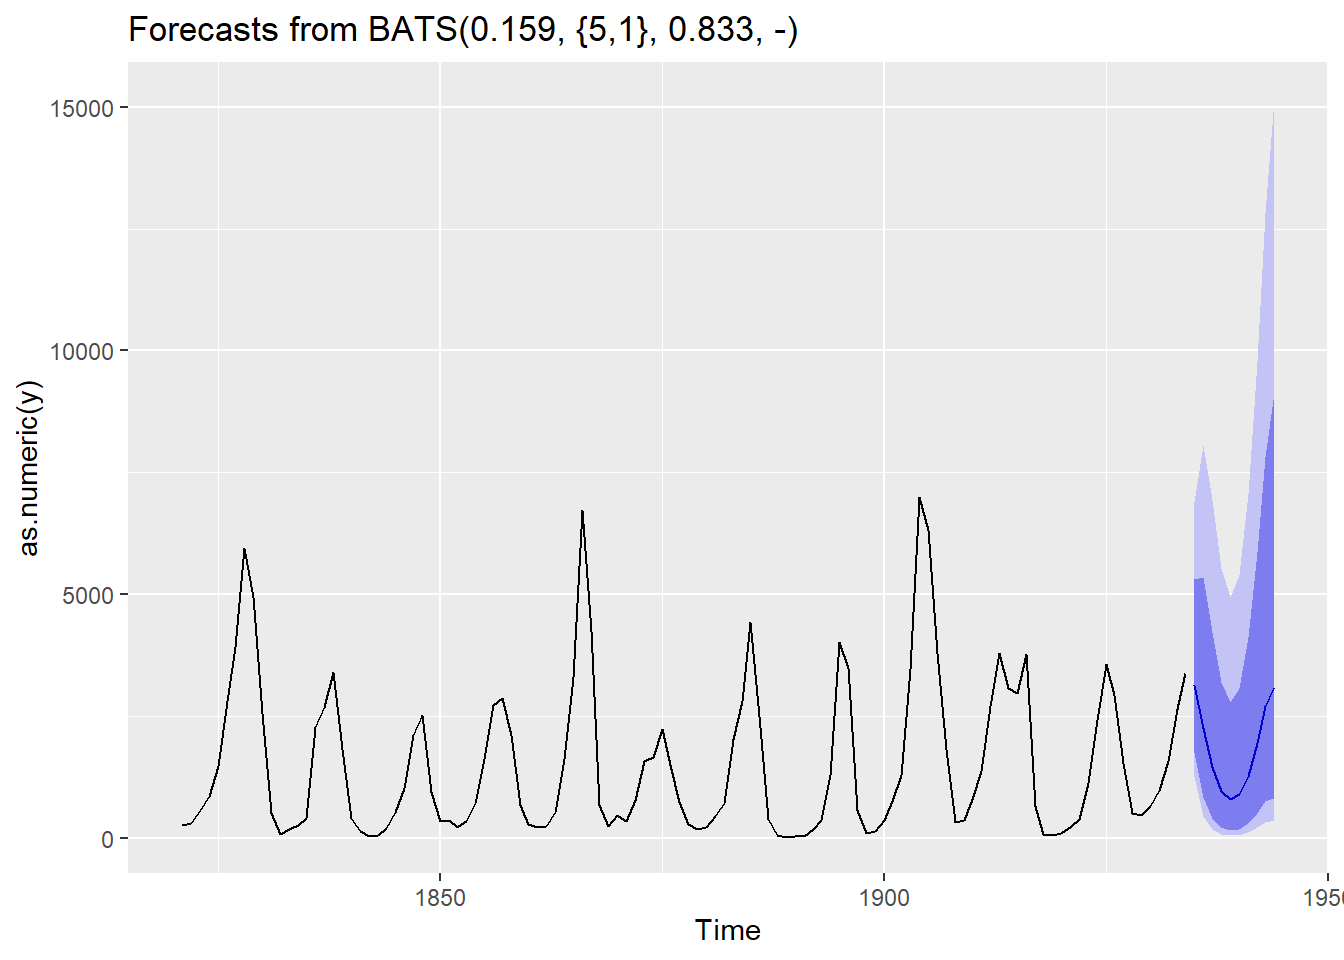 Forecasts from BATS(0.159, {5,1}, 0.833, -)
15000
10000
5000
0
as.numeric(y)
1850
1900
1950
Time